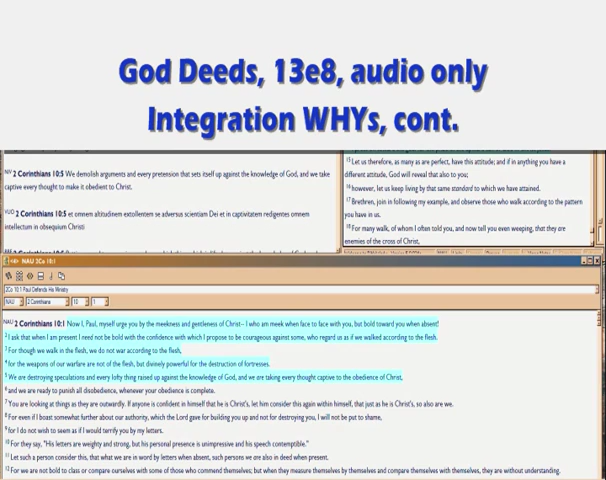 God Deeds, 13e8, audio only
Integration WHYs, cont.
NIV 2 Corinthians 10:5 We demolish arguments and every pretension that sets itself up against the knowledge of God, and we take
captive every thought to make it obedient to Christ.
VUO 2 Corinthians 10:5 et omnem altitudinem extollentem se adversus scientiam Dei et in captivitatem redigentes omnem
intellectum in obsequium Christi
15 Let us therefore, as many as are perfect, have this attitude; and if in anything you have a
different attitude, God will reveal that also to you;
16 however, let us keep living by that same standard to which we have attained.
17 Brethren, join in following my example, and observe those who walk according to the pattern
you have in us.
18 For many walk, of whom I often told you, and now tell you even weeping, that they are
enemies of the cross of Christ,
NAU 2Co 10:1
2Co 10:1 Paul Defends His Ministry
NAU 2 Corinthians 10 1
NAU 2 Corinthians 10:1 Now I, Paul, myself urge you by the meekness and gentleness of Christ-- I who am meek when face to face with you, but bold toward you when absent!
2 I ask that when I am present I need not be bold with the confidence with which I propose to be courageous against some, who regard us as if we walked according to the flesh.
3 For though we walk in the flesh, we do not war according to the flesh,
4 for the weapons of our warfare are not of the flesh, but divinely powerful for the destruction of fortresses.
5 We are destroying speculations and every lofty thing raised up against the knowledge of God, and we are taking every thought captive to the obedience of Christ,
6 and we are ready to punish all disobedience, whenever your obedience is complete.
7 You are looking at things as they are outwardly. If anyone is confident in himself that he is Christ's, let him consider this again within himself, that just as he is Christ's, so also are we.
8 For even if I boast somewhat further about our authority, which the Lord gave for building you up and not for destroying you, I will not be put to shame,
9 for I do not wish to seem as if I would terrify you by my letters.
10 For they say, "His letters are weighty and strong, but his personal presence is unimpressive and his speech contemptible."
11 Let such a person consider this, that what we are in word by letters when absent, such persons we are also in deed when present.
12 For we are not bold to class or compare ourselves with some of those who commend themselves; but when they measure themselves by themselves and compare themselves with themselves, they are without understanding.